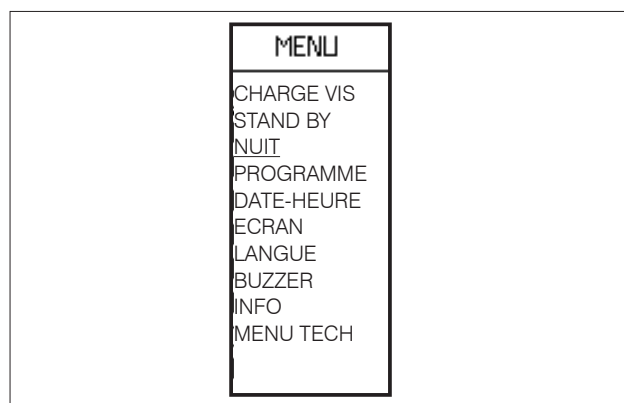 MENU
CHARGE VIS
STAND BY
NUIT
PROGRAMME
DATE-HEURE
ECRAN
LANGUE
BUZZER
INFO
MENU TECH